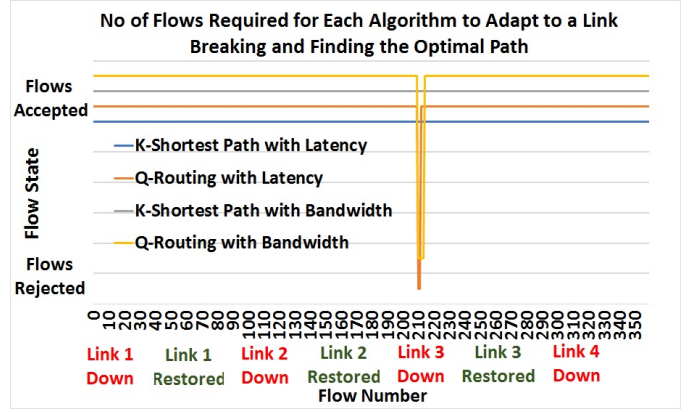 No of Flows Required for Each Algorithm to Adapt to a Link
Breaking and Finding the Optimal Path
Flows
Accepted
Flow State
Flows
Rejected
K-Shortest Path with Latency
Q-Routing with Latency
K-Shortest Path with Bandwidth
Q-Routing with Bandwidth
0 10 20 30 40 50 60 70 80 90 100 110 120 130 140 150 160 170 180 190 200 210 220 230 240 250 260 270 280 290 300 310 320 330 340 350
Link 1 Link 1 Link 2 Link 2 Link 3 Link 3 Link 4
Down Restored Down Restored Down Restored Down
Flow Number